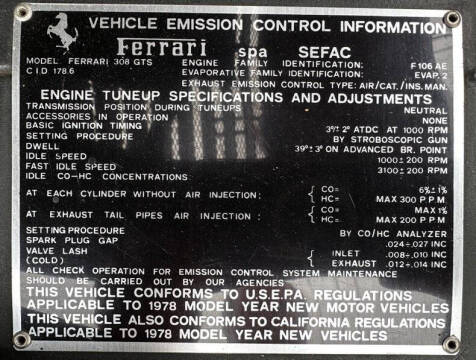 VEHICLE EMISSION CONTROL INFORMATION
Ferrari spa SEFAC
MODEL FERRARI 308 GTS ENGINE FAMILY IDENTIFICATION: F 106 AE
C I D 178.6 EVAPORATIVE FAMILY IDENTIFICATION: EVAP. 2
EXHAUST EMISSION CONTROL TYPE: AIR/CAT./INS. MAN.
ENGINE TUNEUP SPECIFICATIONS AND ADJUSTMENTS
TRANSMISSION POSITION DURING TUNEUPS NEUTRAL
ACCESSORIES IN OPERATION NONE
BASIC IGNITION TIMING 3°± 2° ATDC AT 1000 RPM
SETTING PROCEDURE BY STROBOSCOPIC GUN
DWELL 39°± 3° ON ADVANCED BR. POINT
IDLE SPEED 1000± 200 RPM
FAST IDLE SPEED 3100± 200 RPM
IDLE CO-HC CONCENTRATIONS:
AT EACH CYLINDER WITHOUT AIR INJECTION: { CO= 6%±1%
HC= MAX 300 P P M
AT EXHAUST TAIL PIPES AIR INJECTION: { CO= MAX 1%
HC= MAX 200 P P M
SETTING PROCEDURE BY CO/HC ANALYZER
SPARK PLUG GAP .024÷.027 INC
VALVE LASH { INLET .008÷.010 INC
(COLD) EXHAUST .012÷.014 INC
ALL CHECK OPERATION FOR EMISSION CONTROL SYSTEM MAINTENANCE
SHOULD BE CARRIED OUT BY OUR AGENCIES
THIS VEHICLE CONFORMS TO U.S.E.P.A. REGULATIONS
APPLICABLE TO 1978 MODEL YEAR NEW MOTOR VEHICLES
THIS VEHICLE ALSO CONFORMS TO CALIFORNIA REGULATIONS
APPLICABLE TO 1978 MODEL YEAR NEW VEHICLES